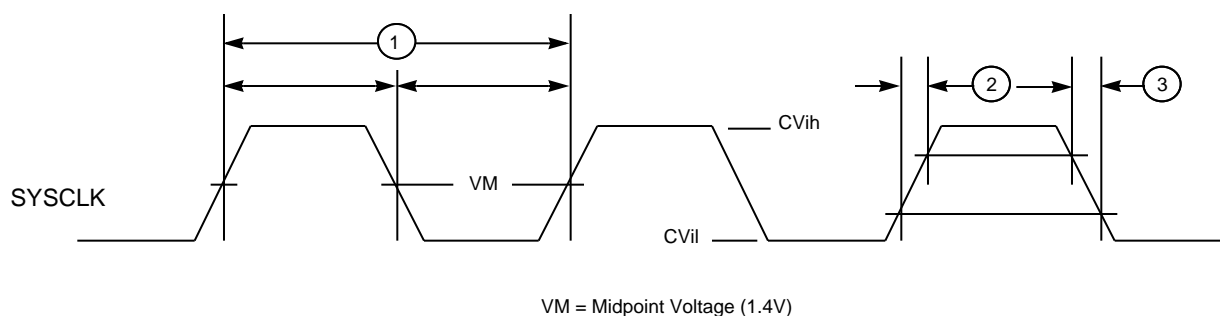 1
2
3
CVih
VM
SYSCLK
CVil
VM = Midpoint Voltage (1.4V)